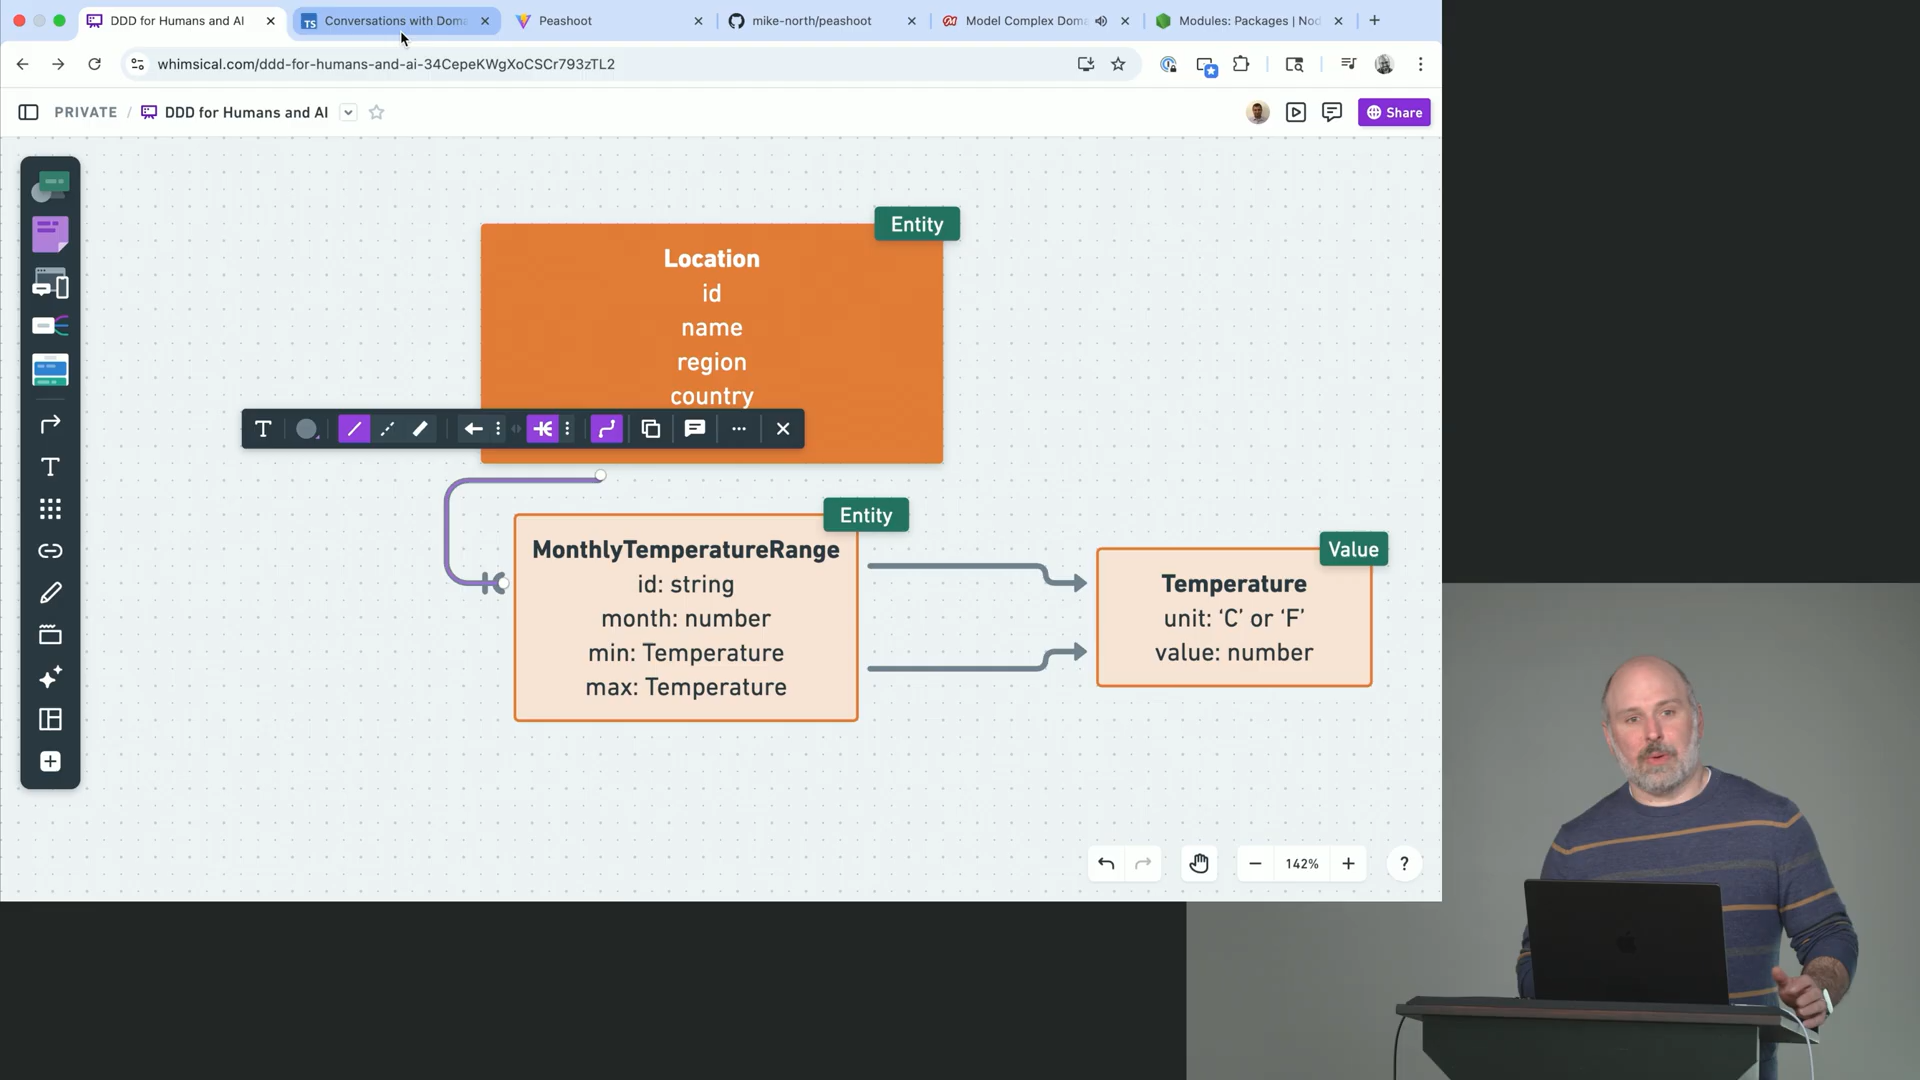 DDD for Humans and AI
Conversations with Doma
Peashoot
mike-north/peashoot
Model Complex Doma
Modules: Packages | Nod
whimsical.com/ddd-for-humans-and-ai-34CepeKWgXoCSCr793zTL2
PRIVATE / DDD for Humans and AI
Share
Entity
Location
id
name
region
country
Entity
MonthlyTemperatureRange
id: string
month: number
min: Temperature
max: Temperature
Value
Temperature
unit: ‘C’ or ‘F’
value: number
142%